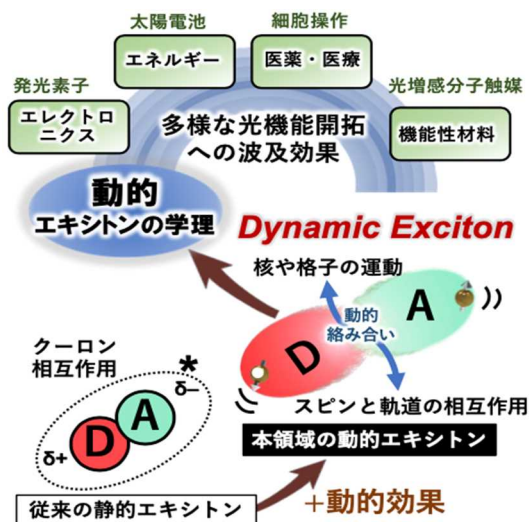 太陽電池
細胞操作
エネルギー
医薬・医療
発光素子
光増感分子触媒
エレクトロ
ニクス
機能性材料
多様な光機能開拓
への波及効果
動的
エキシトンの学理
Dynamic Exciton
核や格子の運動
A
動的
絡み合い
D
クーロン
相互作用
*
δ−
A
D
δ+
スピンと軌道の相互作用
本領域の動的エキシトン
従来の静的エキシトン
+動的効果